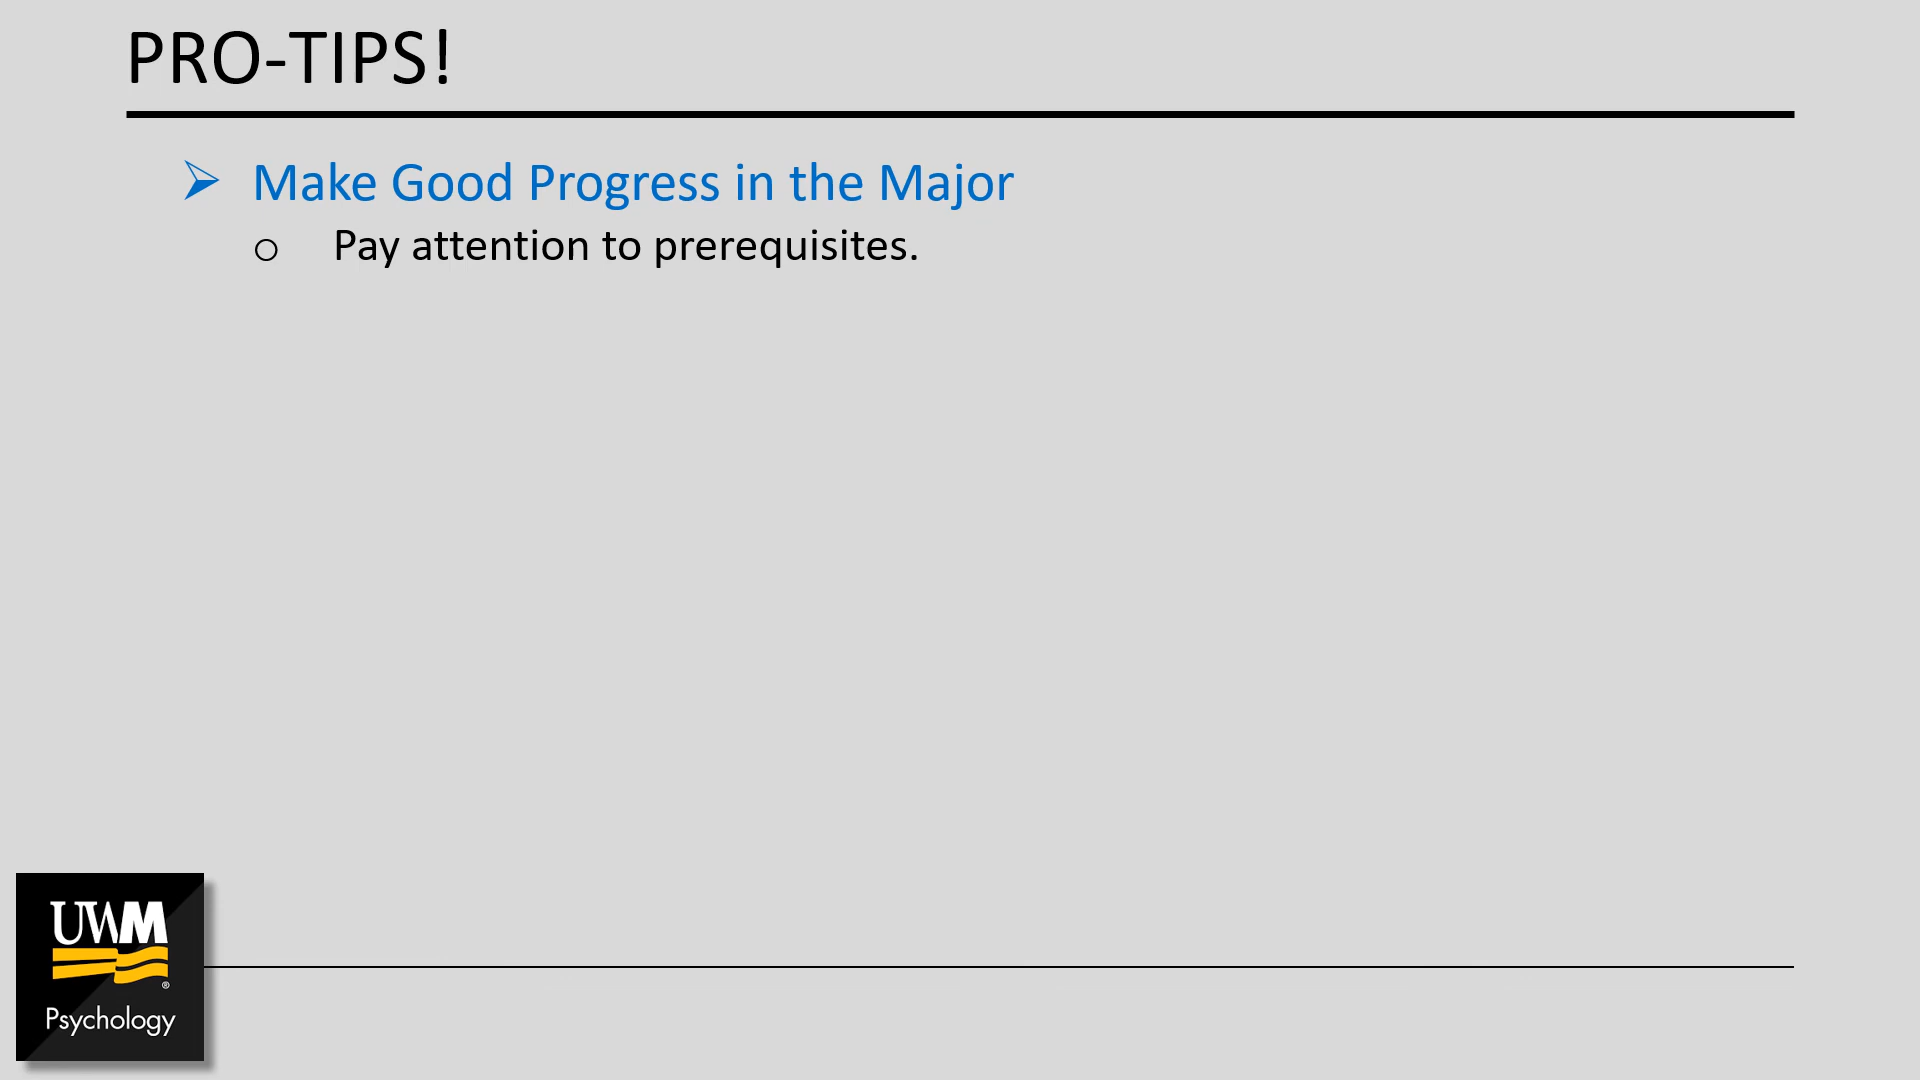 PRO-TIPS!
Make Good Progress in the Major
Pay attention to prerequisites.
UWM
®
Psychology